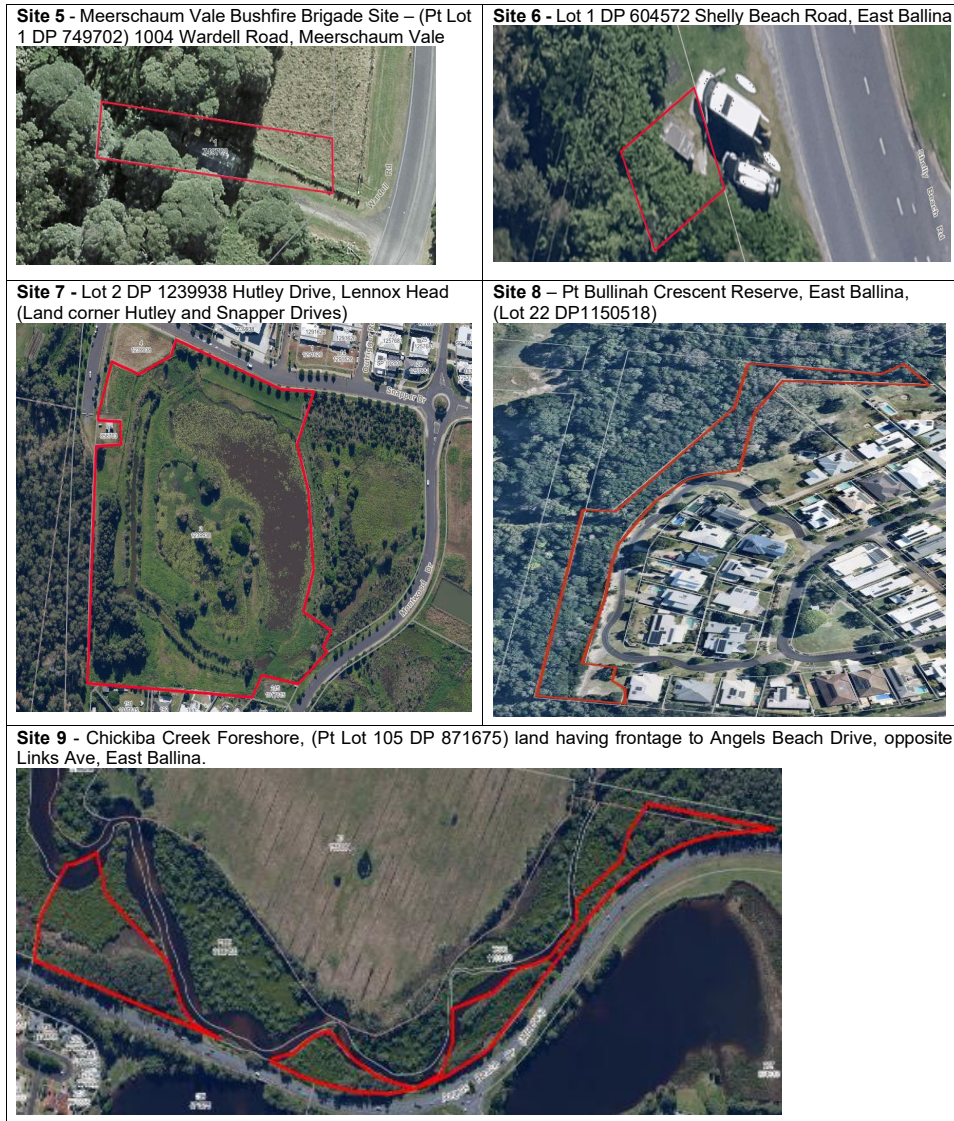 Site 5 - Meerschaum Vale Bushfire Brigade Site – (Pt Lot
1 DP 749702) 1004 Wardell Road, Meerschaum Vale
Wardell Rd
Site 6 - Lot 1 DP 604572 Shelly Beach Road, East Ballina
Shelly Beach Rd
Site 7 - Lot 2 DP 1239938 Hutley Drive, Lennox Head
(Land corner Hutley and Snapper Drives)
Snapper Dr
2
1239938
Site 8 – Pt Bullinah Crescent Reserve, East Ballina,
(Lot 22 DP1150518)
Site 9 - Chickiba Creek Foreshore, (Pt Lot 105 DP 871675) land having frontage to Angels Beach Drive, opposite
Links Ave, East Ballina.